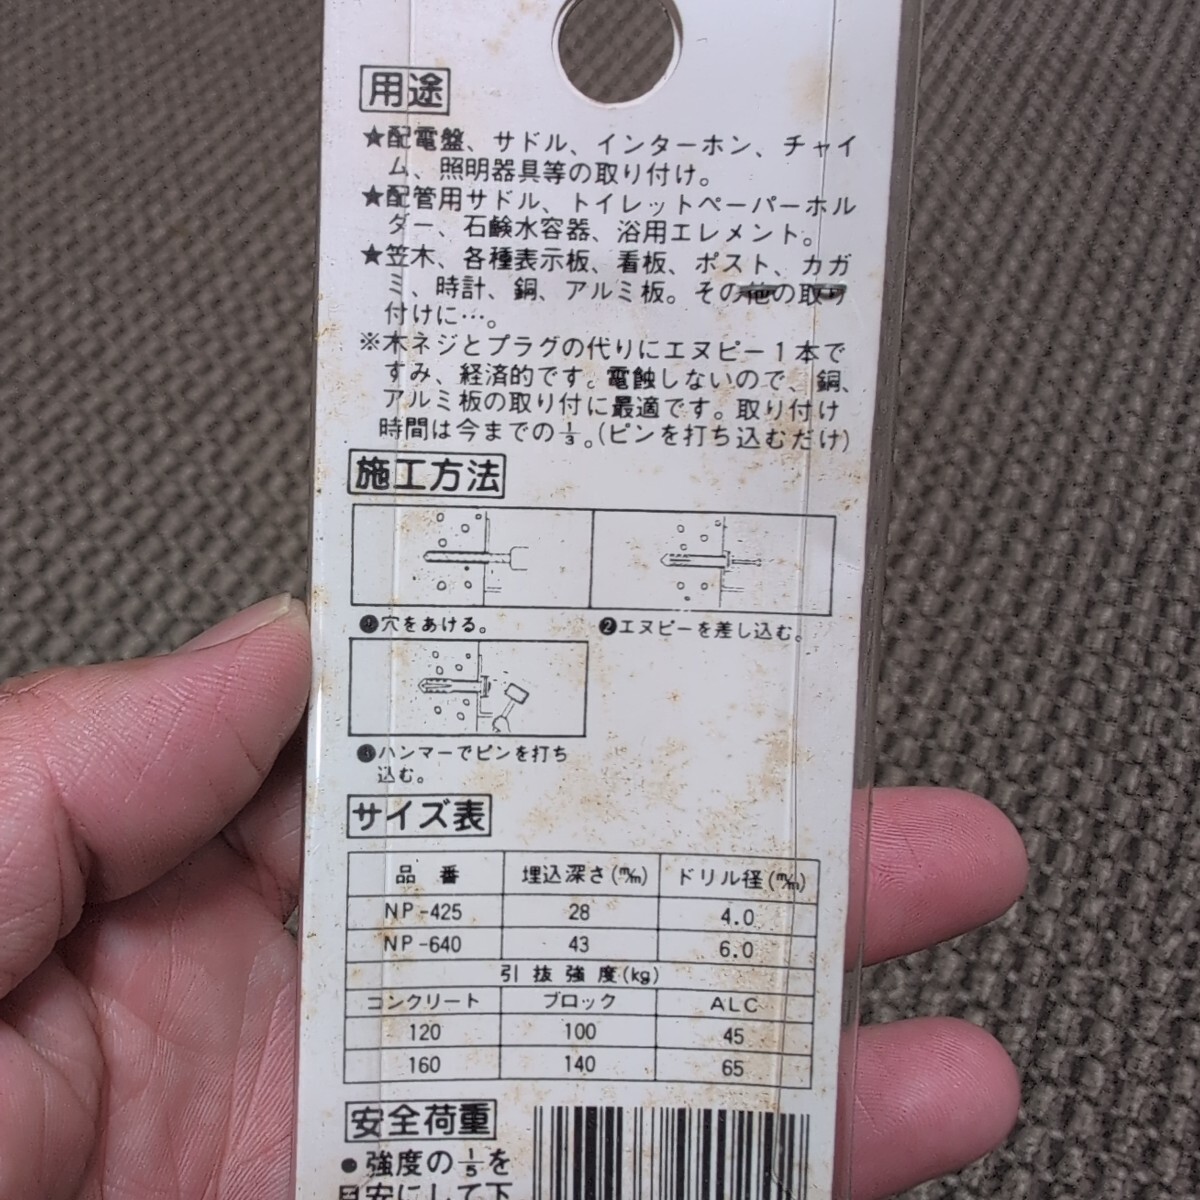 用途
★配電盤、サドル、インターホン、チャイ
ム、照明器具等の取り付け。
★配管用サドル、トイレットペーパーホル
ダー、石鹸水容器、浴用エレメント。
★笠木、各種表示板、看板、ポスト、カガ
ミ、時計、銅、アルミ板。その他の取り
付けに…。
※木ネジとプラグの代りにエヌピー1本で
すみ、経済的です。電蝕しないので、銅、
アルミ板の取り付に最適です。取り付け
時間は今までの1/3。(ピンを打ち込むだけ)
施工方法
❶穴をあける。
❷エヌピーを差し込む。
❸ハンマーでピンを打ち
込む。
サイズ表
品番 埋込深さ(m/m) ドリル径(m/m)
NP-425 28 4.0
NP-640 43 6.0
引抜強度(kg)
コンクリート ブロック ALC
120 100 45
160 140 65
安全荷重
●強度の1/5を
目安にして下